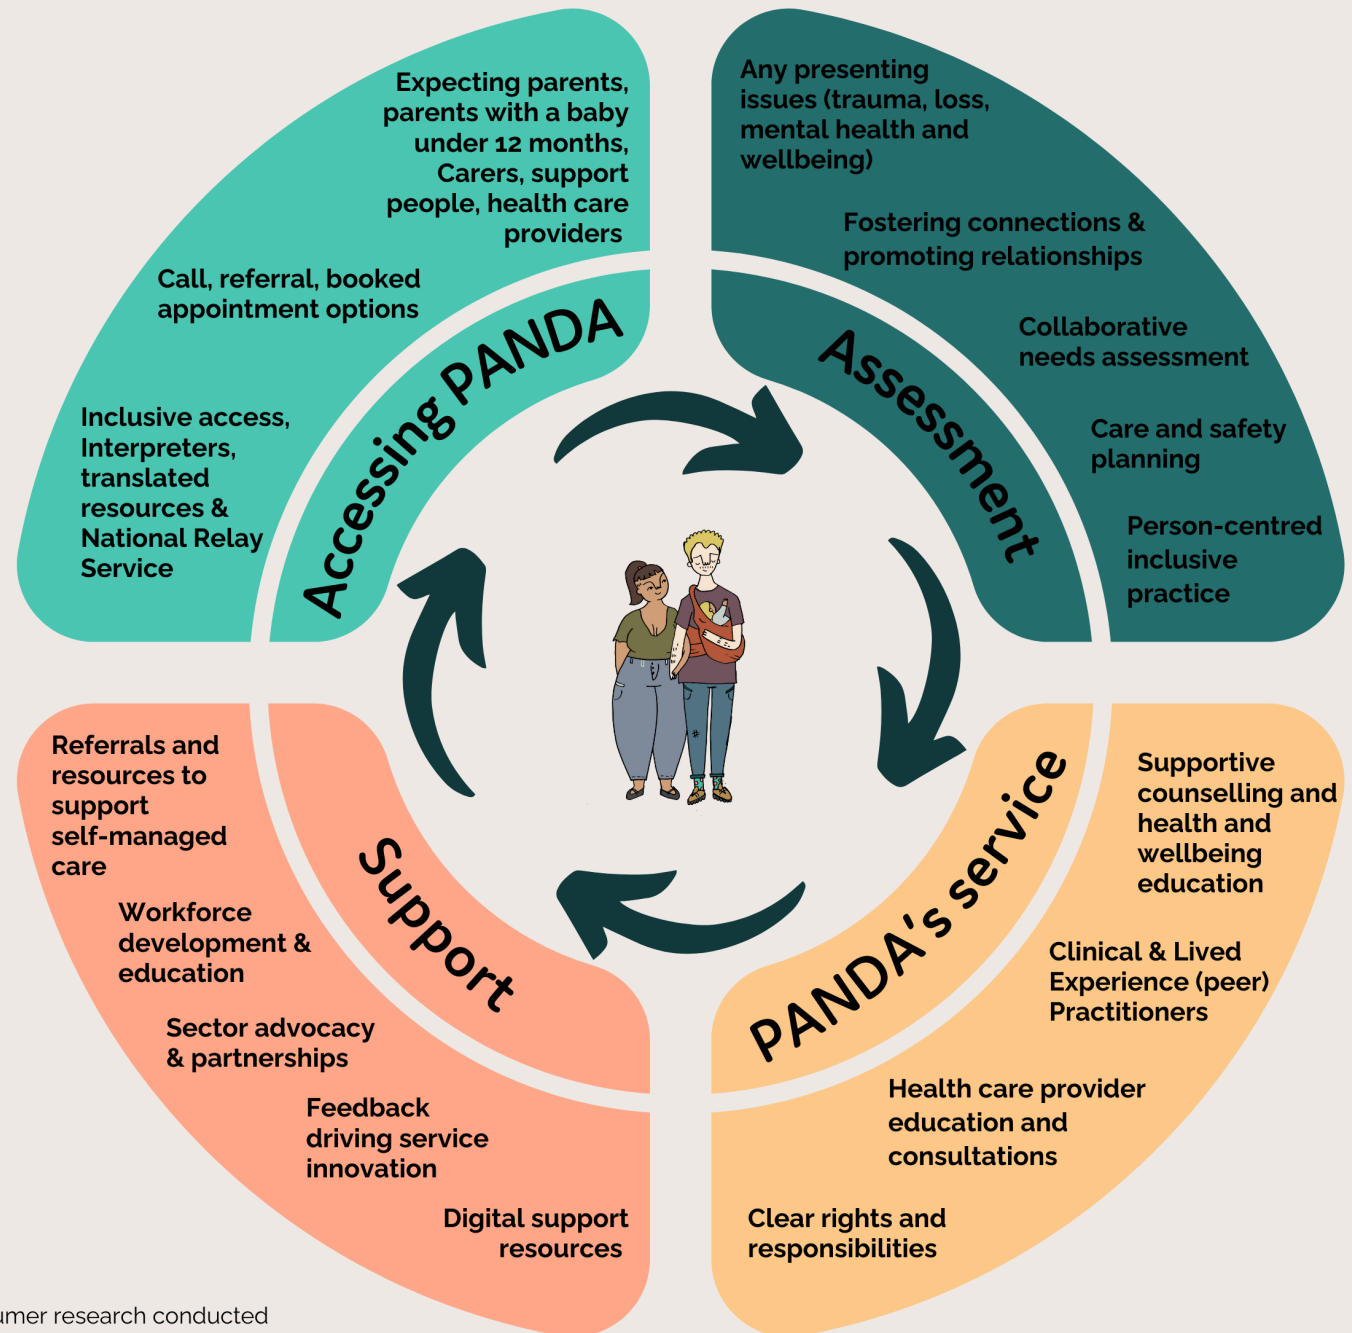 Expecting parents,
parents with a baby
under 12 months,
Carers, support
people, health care
providers
Call, referral, booked
appointment options
Inclusive access,
Interpreters,
translated
resources &
National Relay
Service
Accessing PANDA
Any presenting
issues (trauma, loss,
mental health and
wellbeing)
Fostering connections &
promoting relationships
Collaborative
needs assessment
Care and safety
planning
Person-centred
inclusive
practice
Assessment
Supportive
counselling and
health and
wellbeing
education
Clinical & Lived
Experience (peer)
Practitioners
Health care provider
education and
consultations
Clear rights and
responsibilities
PANDA's service
Referrals and
resources to
support
self-managed
care
Workforce
development &
education
Sector advocacy
& partnerships
Feedback
driving service
innovation
Digital support
resources
Support
research conducted